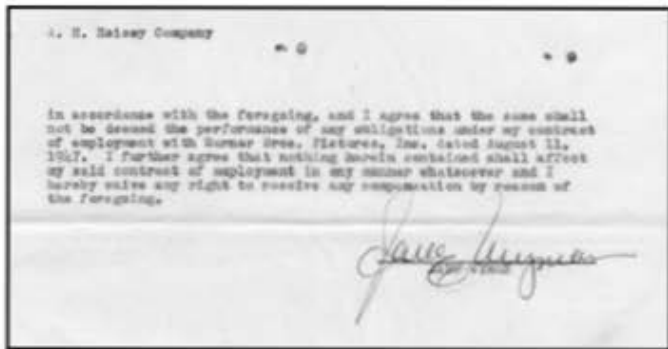 A. H. Kaisey Company
in accordance with the foregoing, and I agree that the same shall
not be deemed the performance of any obligations under my contract
of employment with Warner Bros. Pictures, Inc. dated August 11,
1947. I further agree that nothing herein contained shall affect
my said contract of employment in any manner whatsoever and I
hereby waive any right to receive any compensation by reason of
the foregoing.
Jane Wyman